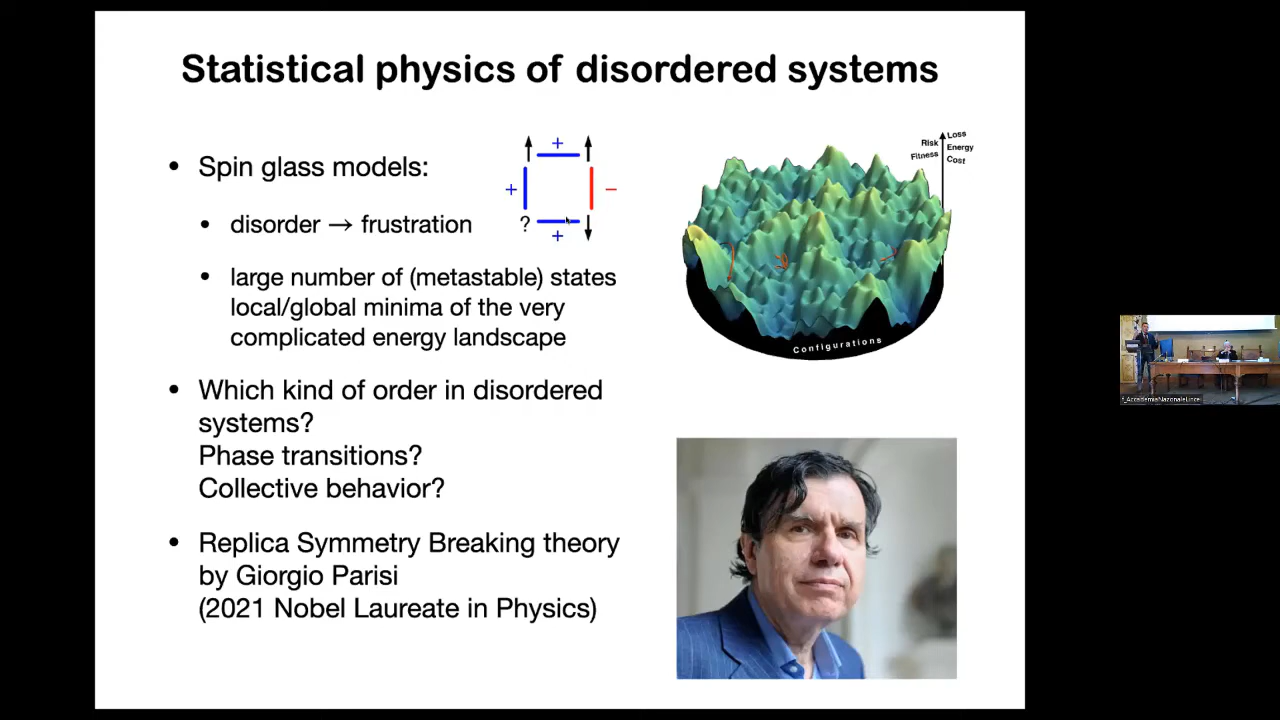 Statistical physics of disordered systems
• Spin glass models:
+
+
−
?
+
• disorder → frustration
• large number of (metastable) states
local/global minima of the very
complicated energy landscape
• Which kind of order in disordered
systems?
Phase transitions?
Collective behavior?
• Replica Symmetry Breaking theory
by Giorgio Parisi
(2021 Nobel Laureate in Physics)
Risk
Fitness
Loss
Energy
Cost
Configurations